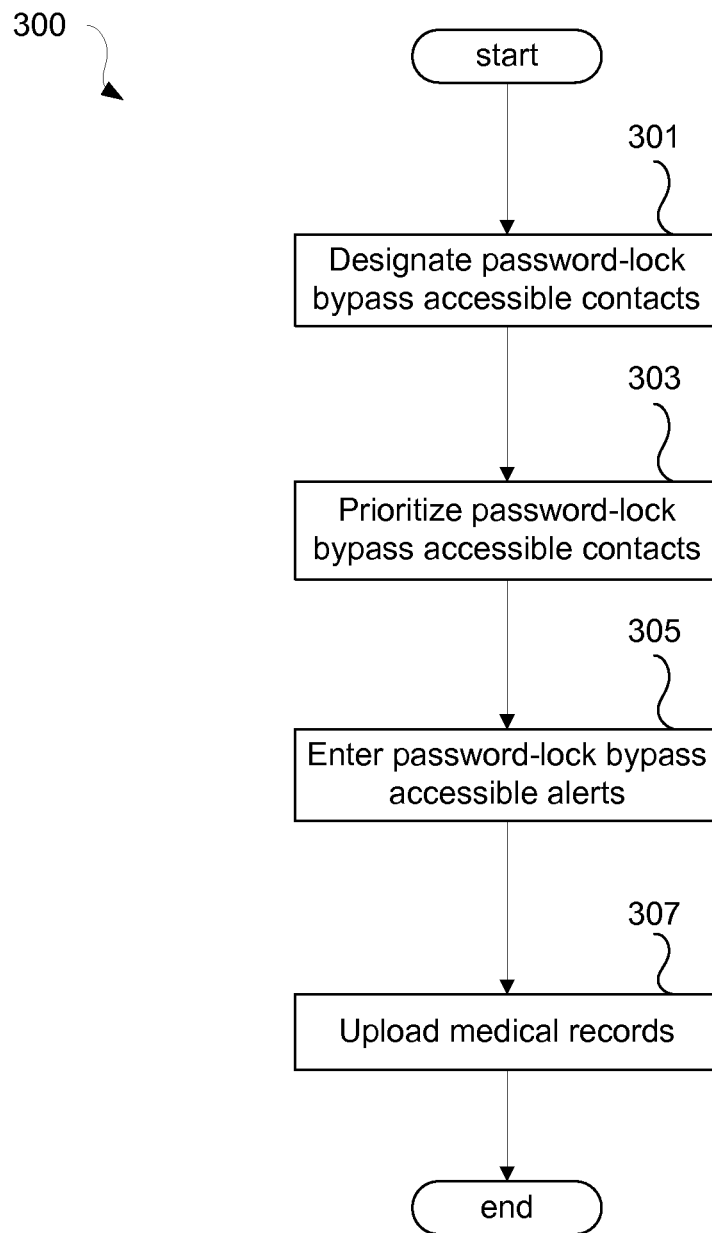 300
start
301
Designate password-lock
bypass accessible contacts
303
Prioritize password-lock
bypass accessible contacts
305
Enter password-lock bypass
accessible alerts
307
Upload medical records
end